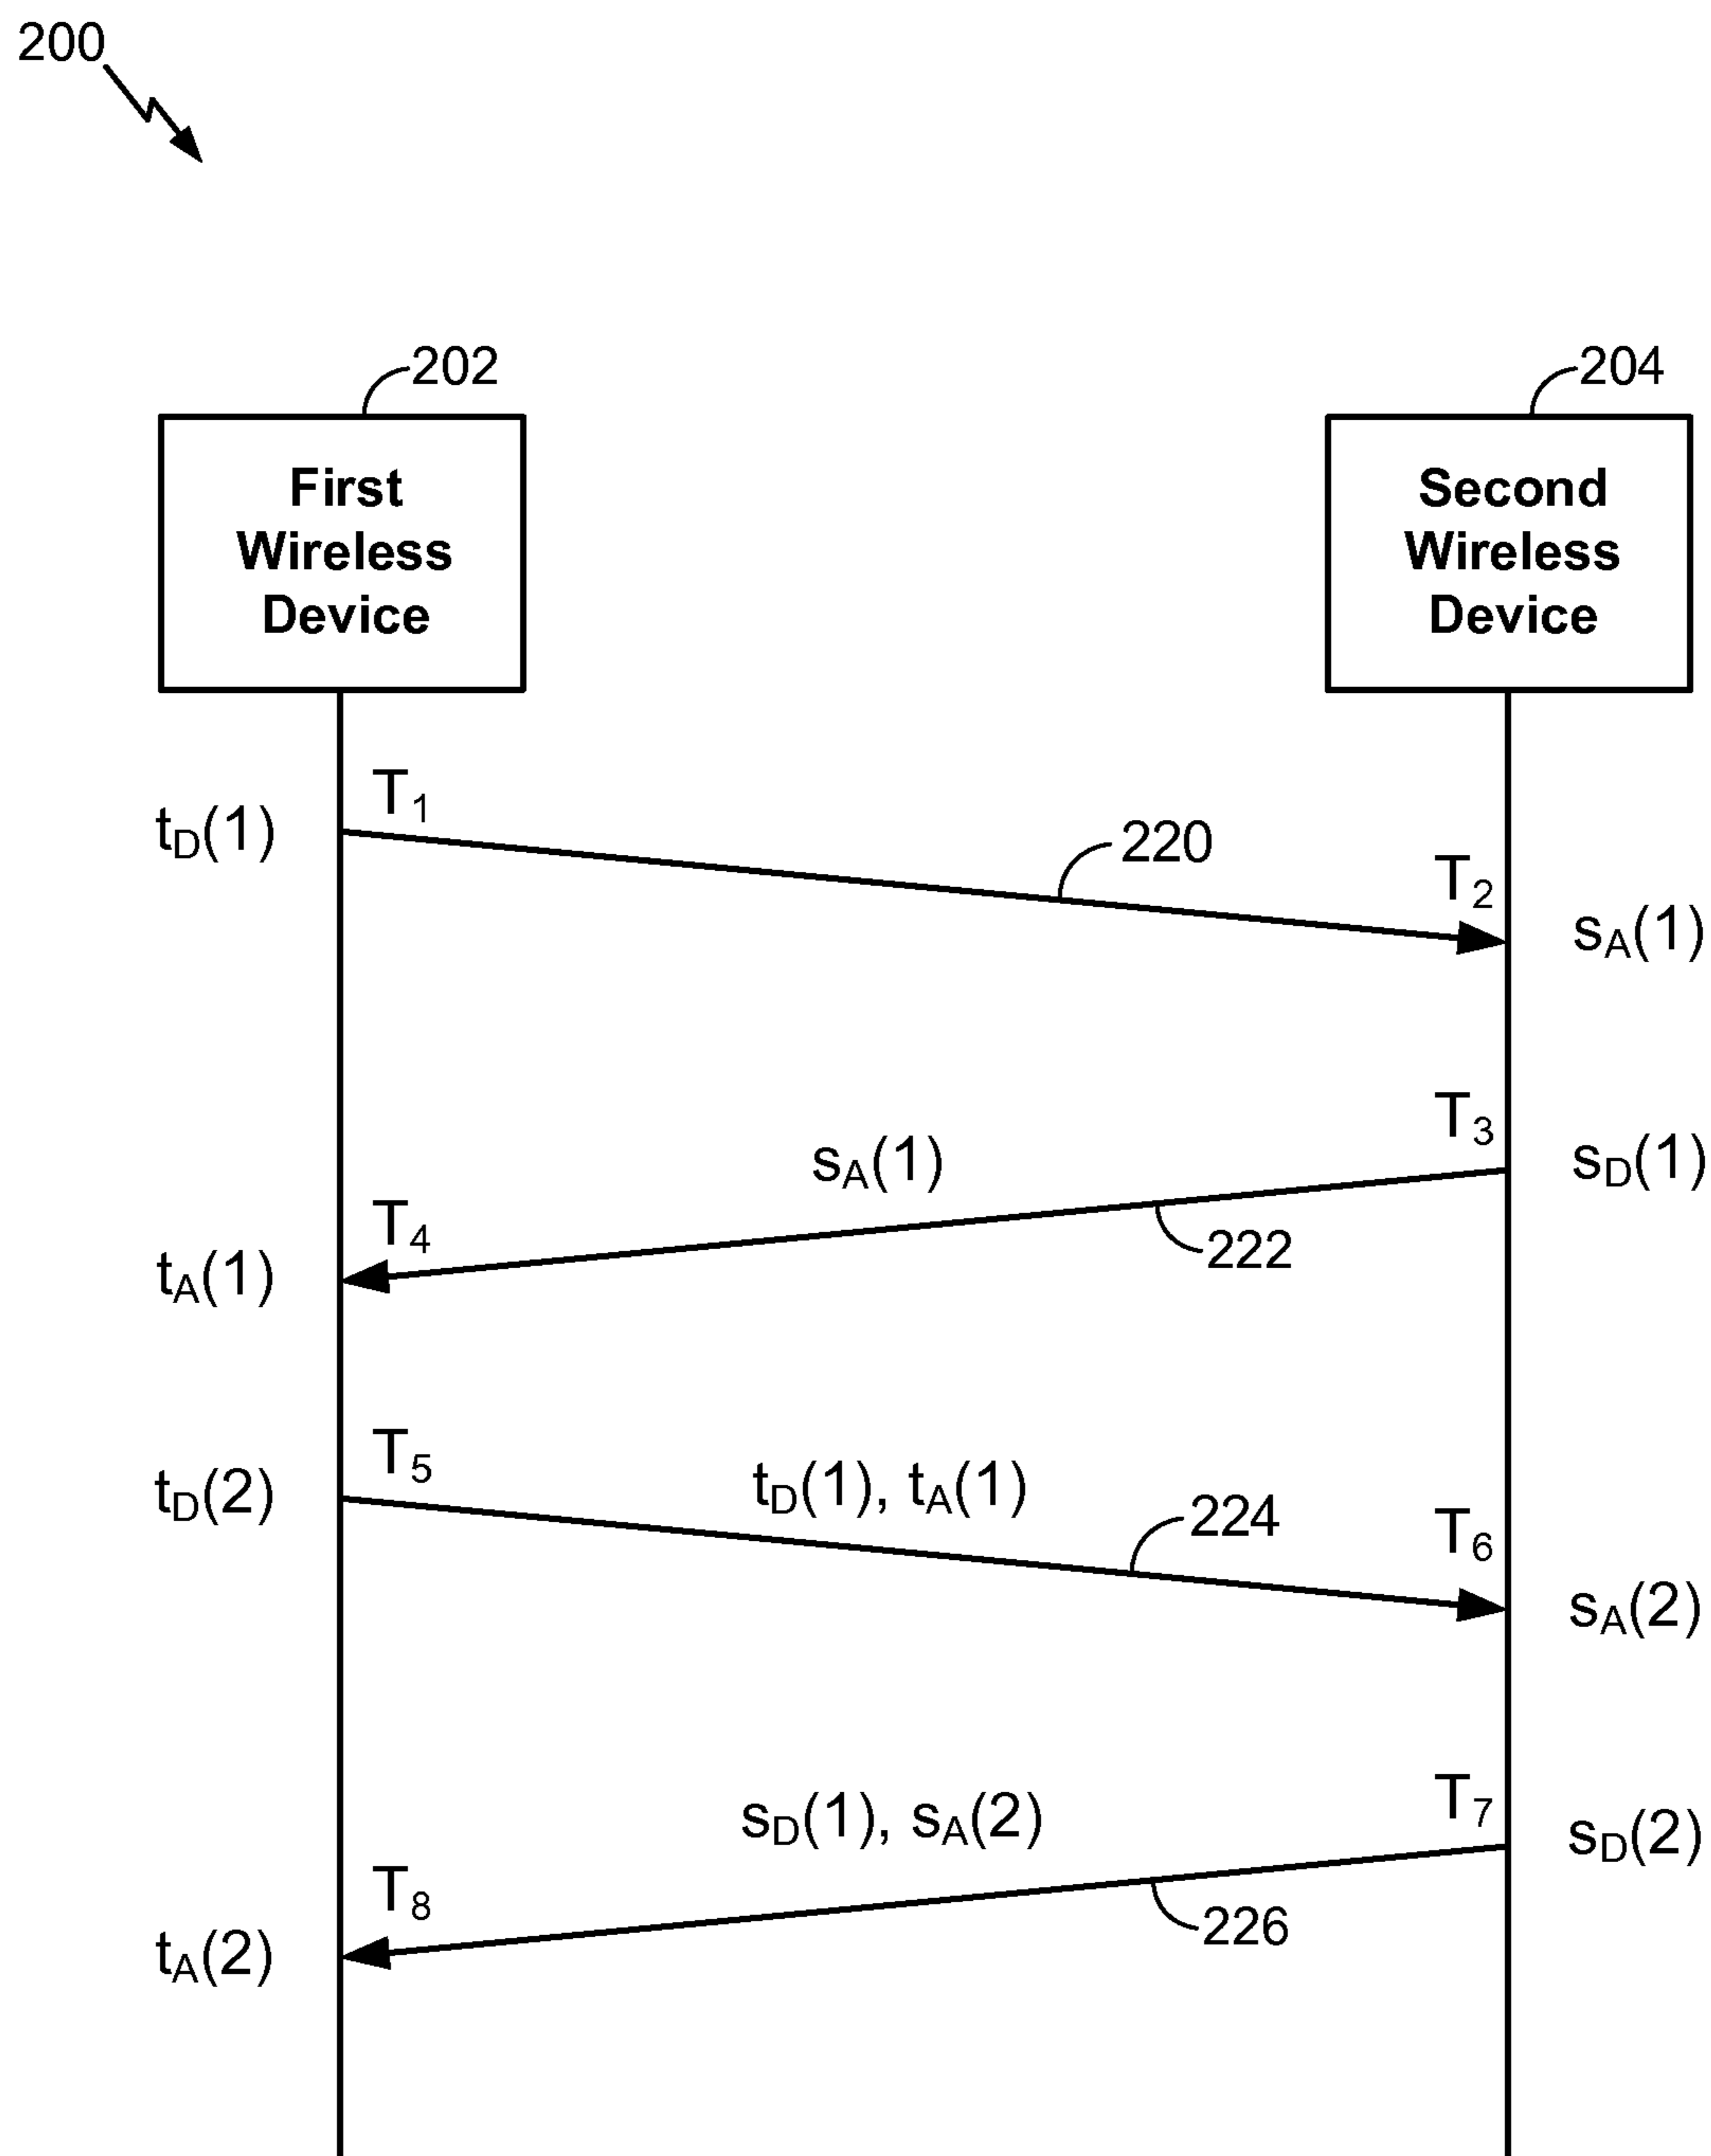 200
202
204
First
Wireless
Device
Second
Wireless
Device
T1
tD(1)
220
T2
sA(1)
T3
sD(1)
sA(1)
T4
222
tA(1)
T5
tD(2)
tD(1), tA(1)
224
T6
sA(2)
T7
sD(1), sA(2)
sD(2)
T8
226
tA(2)